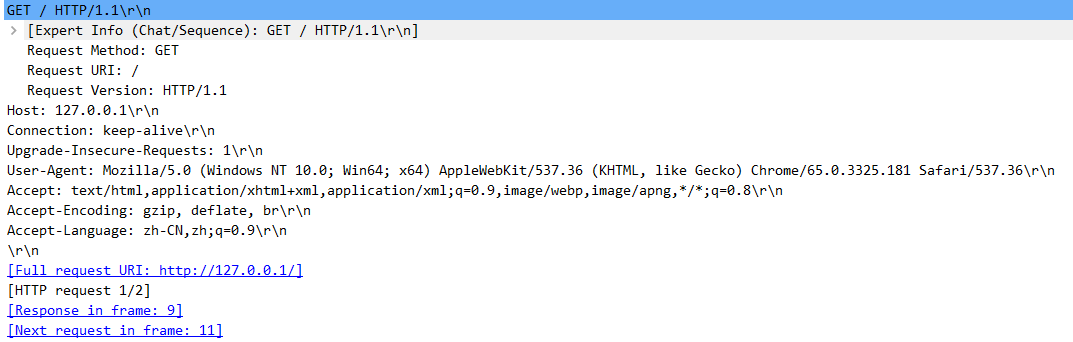 GET / HTTP/1.1\r\n
[Expert Info (Chat/Sequence): GET / HTTP/1.1\r\n]
Request Method: GET
Request URI: /
Request Version: HTTP/1.1
Host: 127.0.0.1\r\n
Connection: keep-alive\r\n
Upgrade-Insecure-Requests: 1\r\n
User-Agent: Mozilla/5.0 (Windows NT 10.0; Win64; x64) AppleWebKit/537.36 (KHTML, like Gecko) Chrome/65.0.3325.181 Safari/537.36\r\n
Accept: text/html,application/xhtml+xml,application/xml;q=0.9,image/webp,image/apng,*/*;q=0.8\r\n
Accept-Encoding: gzip, deflate, br\r\n
Accept-Language: zh-CN,zh;q=0.9\r\n
\r\n
[Full request URI: http://127.0.0.1/]
[HTTP request 1/2]
[Response in frame: 9]
[Next request in frame: 11]